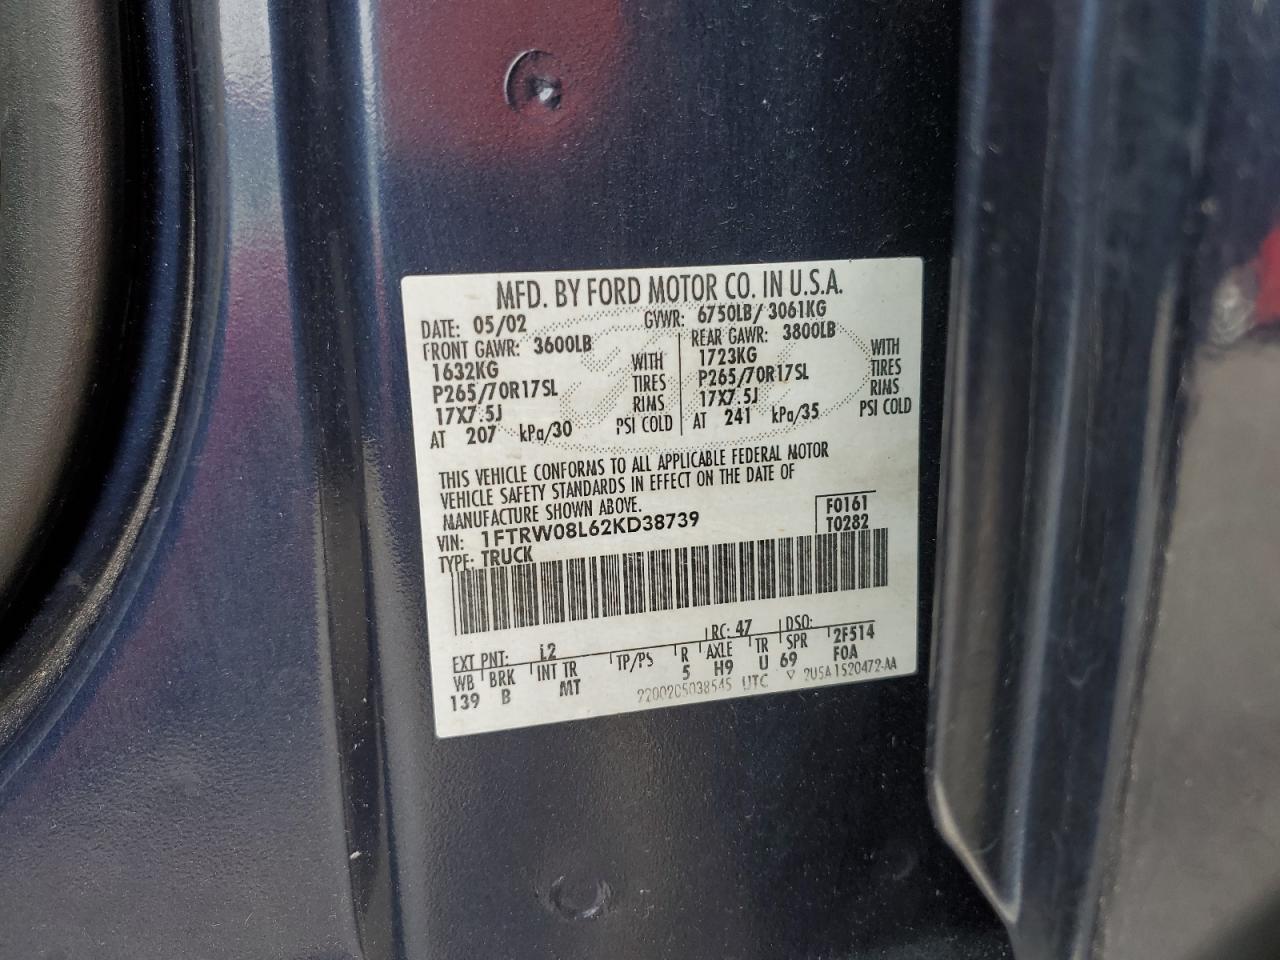 MFD. BY FORD MOTOR CO. IN U.S.A.
DATE: 05/02 GVWR: 6750LB/ 3061KG
FRONT GAWR: 3600LB REAR GAWR: 3800LB
1632KG WITH 1723KG WITH
P265/70R17SL TIRES P265/70R17SL TIRES
17X7.5J RIMS 17X7.5J RIMS
AT 207 kPa/30 PSI COLD AT 241 kPa/35 PSI COLD
THIS VEHICLE CONFORMS TO ALL APPLICABLE FEDERAL MOTOR
VEHICLE SAFETY STANDARDS IN EFFECT ON THE DATE OF
MANUFACTURE SHOWN ABOVE.
VIN: 1FTRW08L62KD38739 F0161
TYPE: TRUCK T0282
EXT PNT: L2 RC: 47 DSO:
WB BRK INT TR TP/PS R AXLE TR SPR 2F514
139 B MT 5 H9 U 69 FOA
2200205038545 UTC ▽ 2U5A 1520472-AA